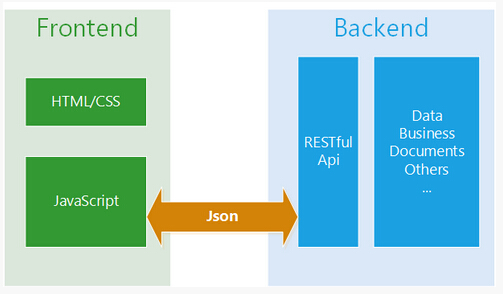 Frontend
HTML/CSS
JavaScript
Json
Backend
RESTful
Api
Data
Business
Documents
Others
...